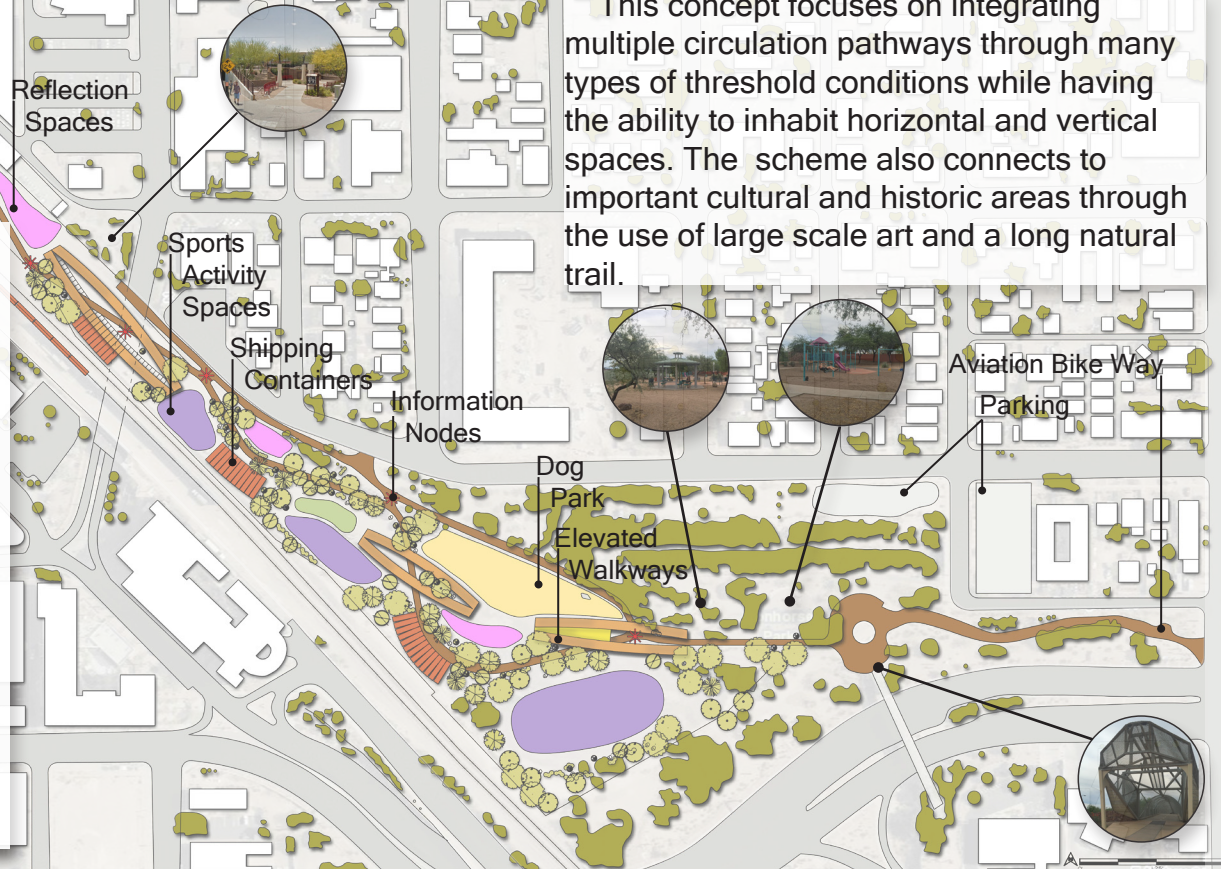 This concept focuses on integrating
multiple circulation pathways through many
types of threshold conditions while having
the ability to inhabit horizontal and vertical
spaces. The scheme also connects to
important cultural and historic areas through
the use of large scale art and a long natural
trail.
Reflection
Spaces
Sports
Activity
Spaces
Shipping
Containers
Information
Nodes
Dog
Park
Elevated
Walkways
Aviation Bike Way
Parking